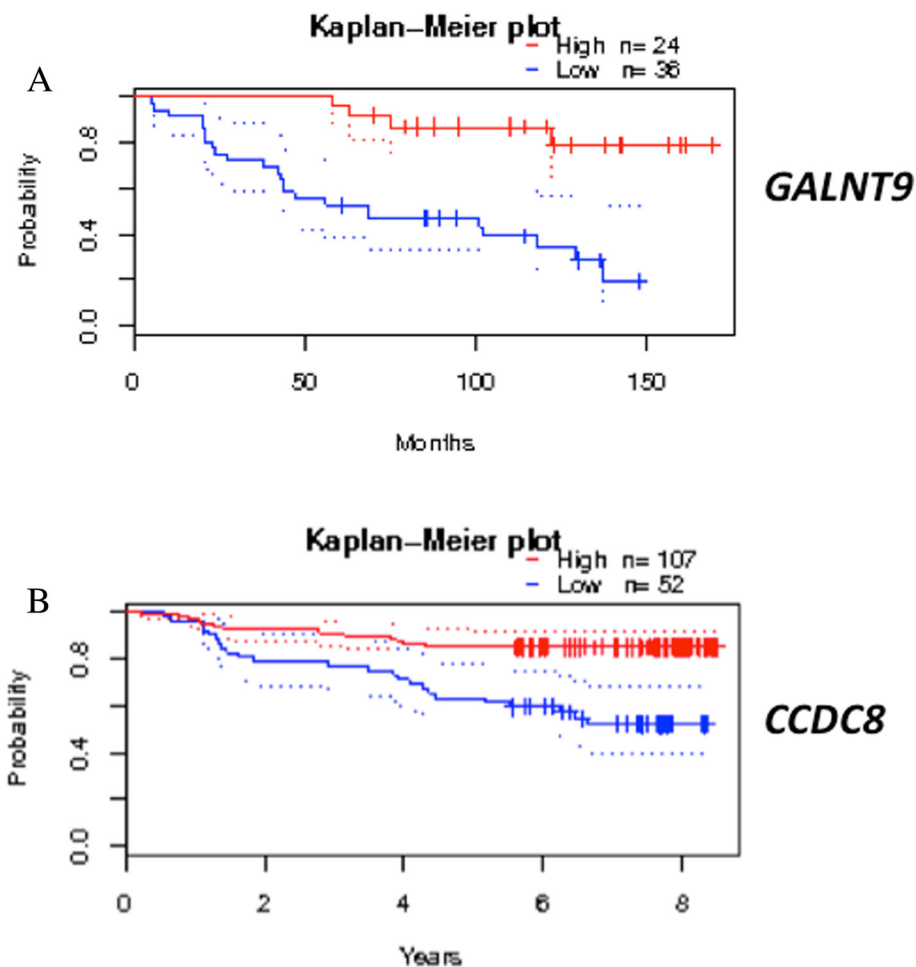 Kaplan–Meier plot
High n= 24
Low n= 36
A
0.8
0.4
0.0
Probability
0
50
100
150
Months
GALNT9
Kaplan–Meier plot
High n= 107
Low n= 52
B
0.8
0.4
0.0
Probability
0
2
4
6
8
Years
CCDC8